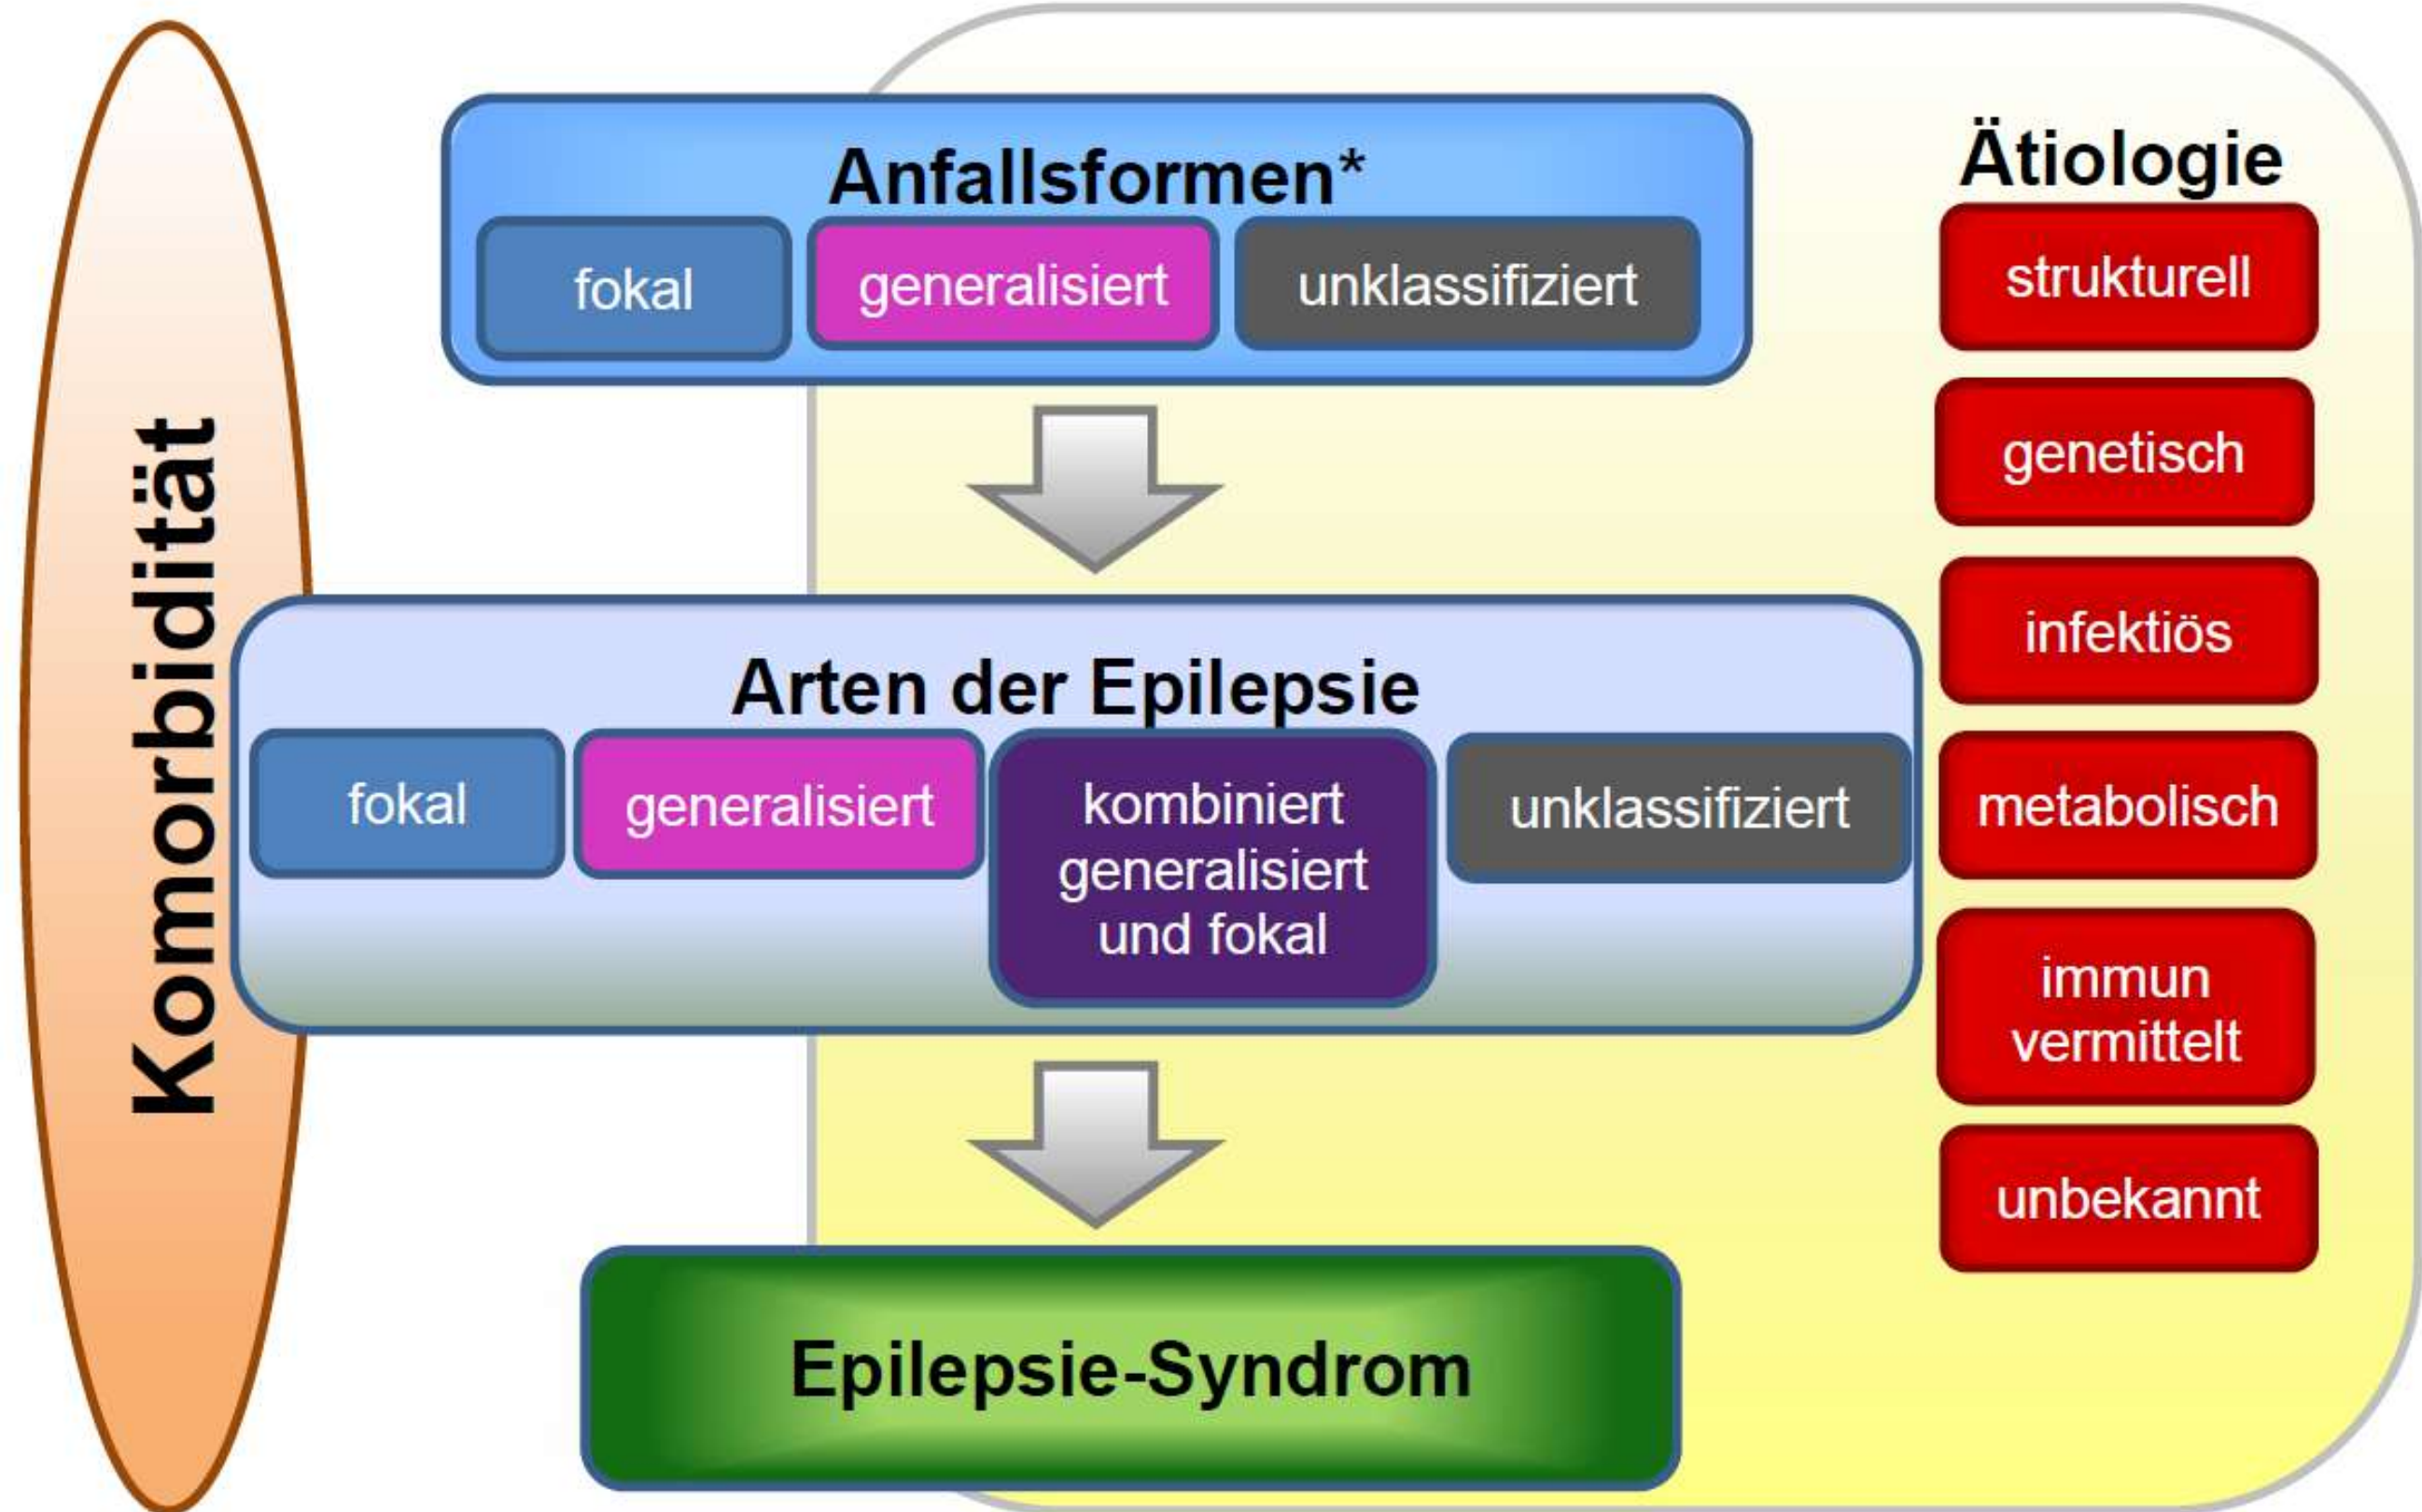 Komorbidität
Anfallsformen*
fokal
generalisiert
unklassifiziert
Arten der Epilepsie
fokal
generalisiert
kombiniert
generalisiert
und fokal
unklassifiziert
Epilepsie-Syndrom
Ätiologie
strukturell
genetisch
infektiös
metabolisch
immun
vermittelt
unbekannt